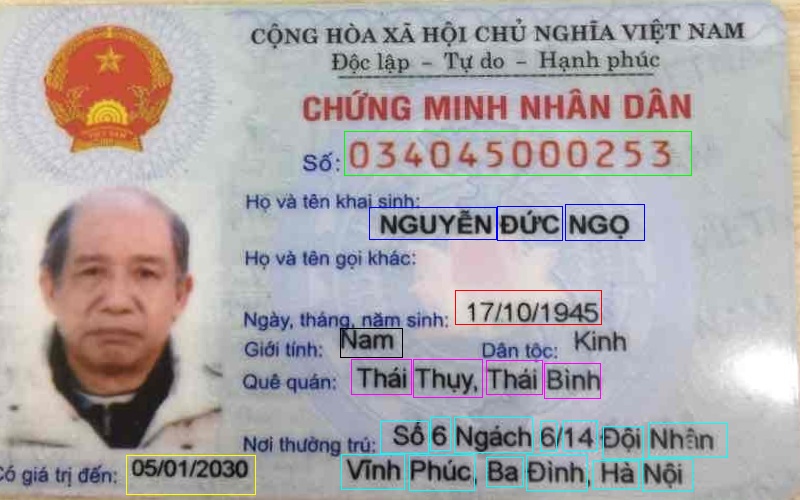 CỘNG HÒA XÃ HỘI CHỦ NGHĨA VIỆT NAM
Độc lập - Tự do - Hạnh phúc
CHỨNG MINH NHÂN DÂN
Số: 034045000253
Họ và tên khai sinh:
NGUYỄN ĐỨC NGỌ
Họ và tên gọi khác:
Ngày, tháng, năm sinh: 17/10/1945
Giới tính: Nam Dân tộc: Kinh
Quê quán: Thái Thụy, Thái Bình
Nơi thường trú: Số 6 Ngách 6/14 Đội Nhân
Vĩnh Phúc, Ba Đình, Hà Nội
Có giá trị đến: 05/01/2030